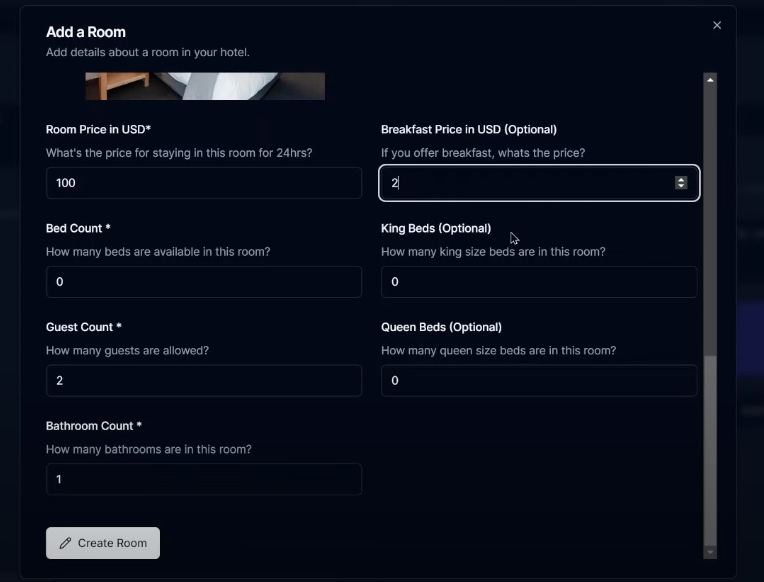 Add a Room
Add details about a room in your hotel.
Room Price in USD*
What's the price for staying in this room for 24hrs?
100
Breakfast Price in USD (Optional)
If you offer breakfast, whats the price?
2
Bed Count *
How many beds are available in this room?
0
King Beds (Optional)
How many king size beds are in this room?
0
Guest Count *
How many guests are allowed?
2
Queen Beds (Optional)
How many queen size beds are in this room?
0
Bathroom Count *
How many bathrooms are in this room?
1
Create Room